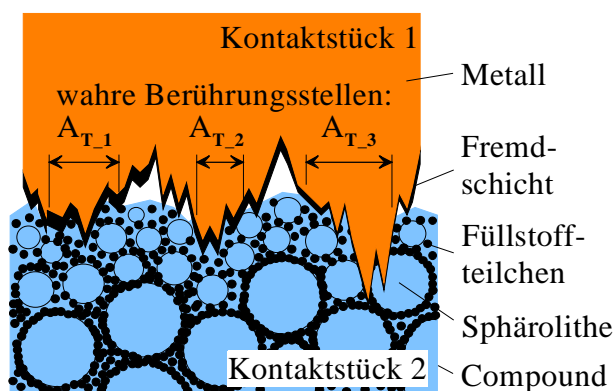 Kontaktstück 1
Metall
wahre Berührungsstellen:
A_T_1 A_T_2 A_T_3
Fremd-
schicht
Füllstoff-
teilchen
Sphärolithe
Kontaktstück 2
Compound